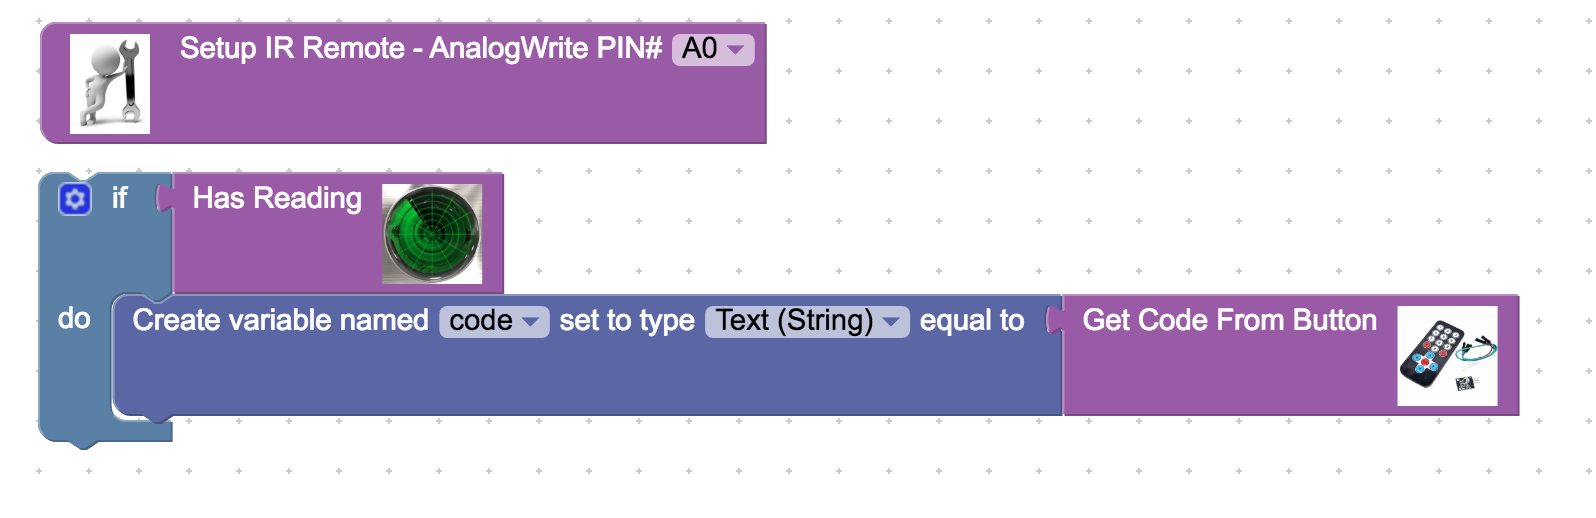 Setup IR Remote - AnalogWrite PIN# A0
if Has Reading
do Create variable named code set to type Text (String) equal to Get Code From Button